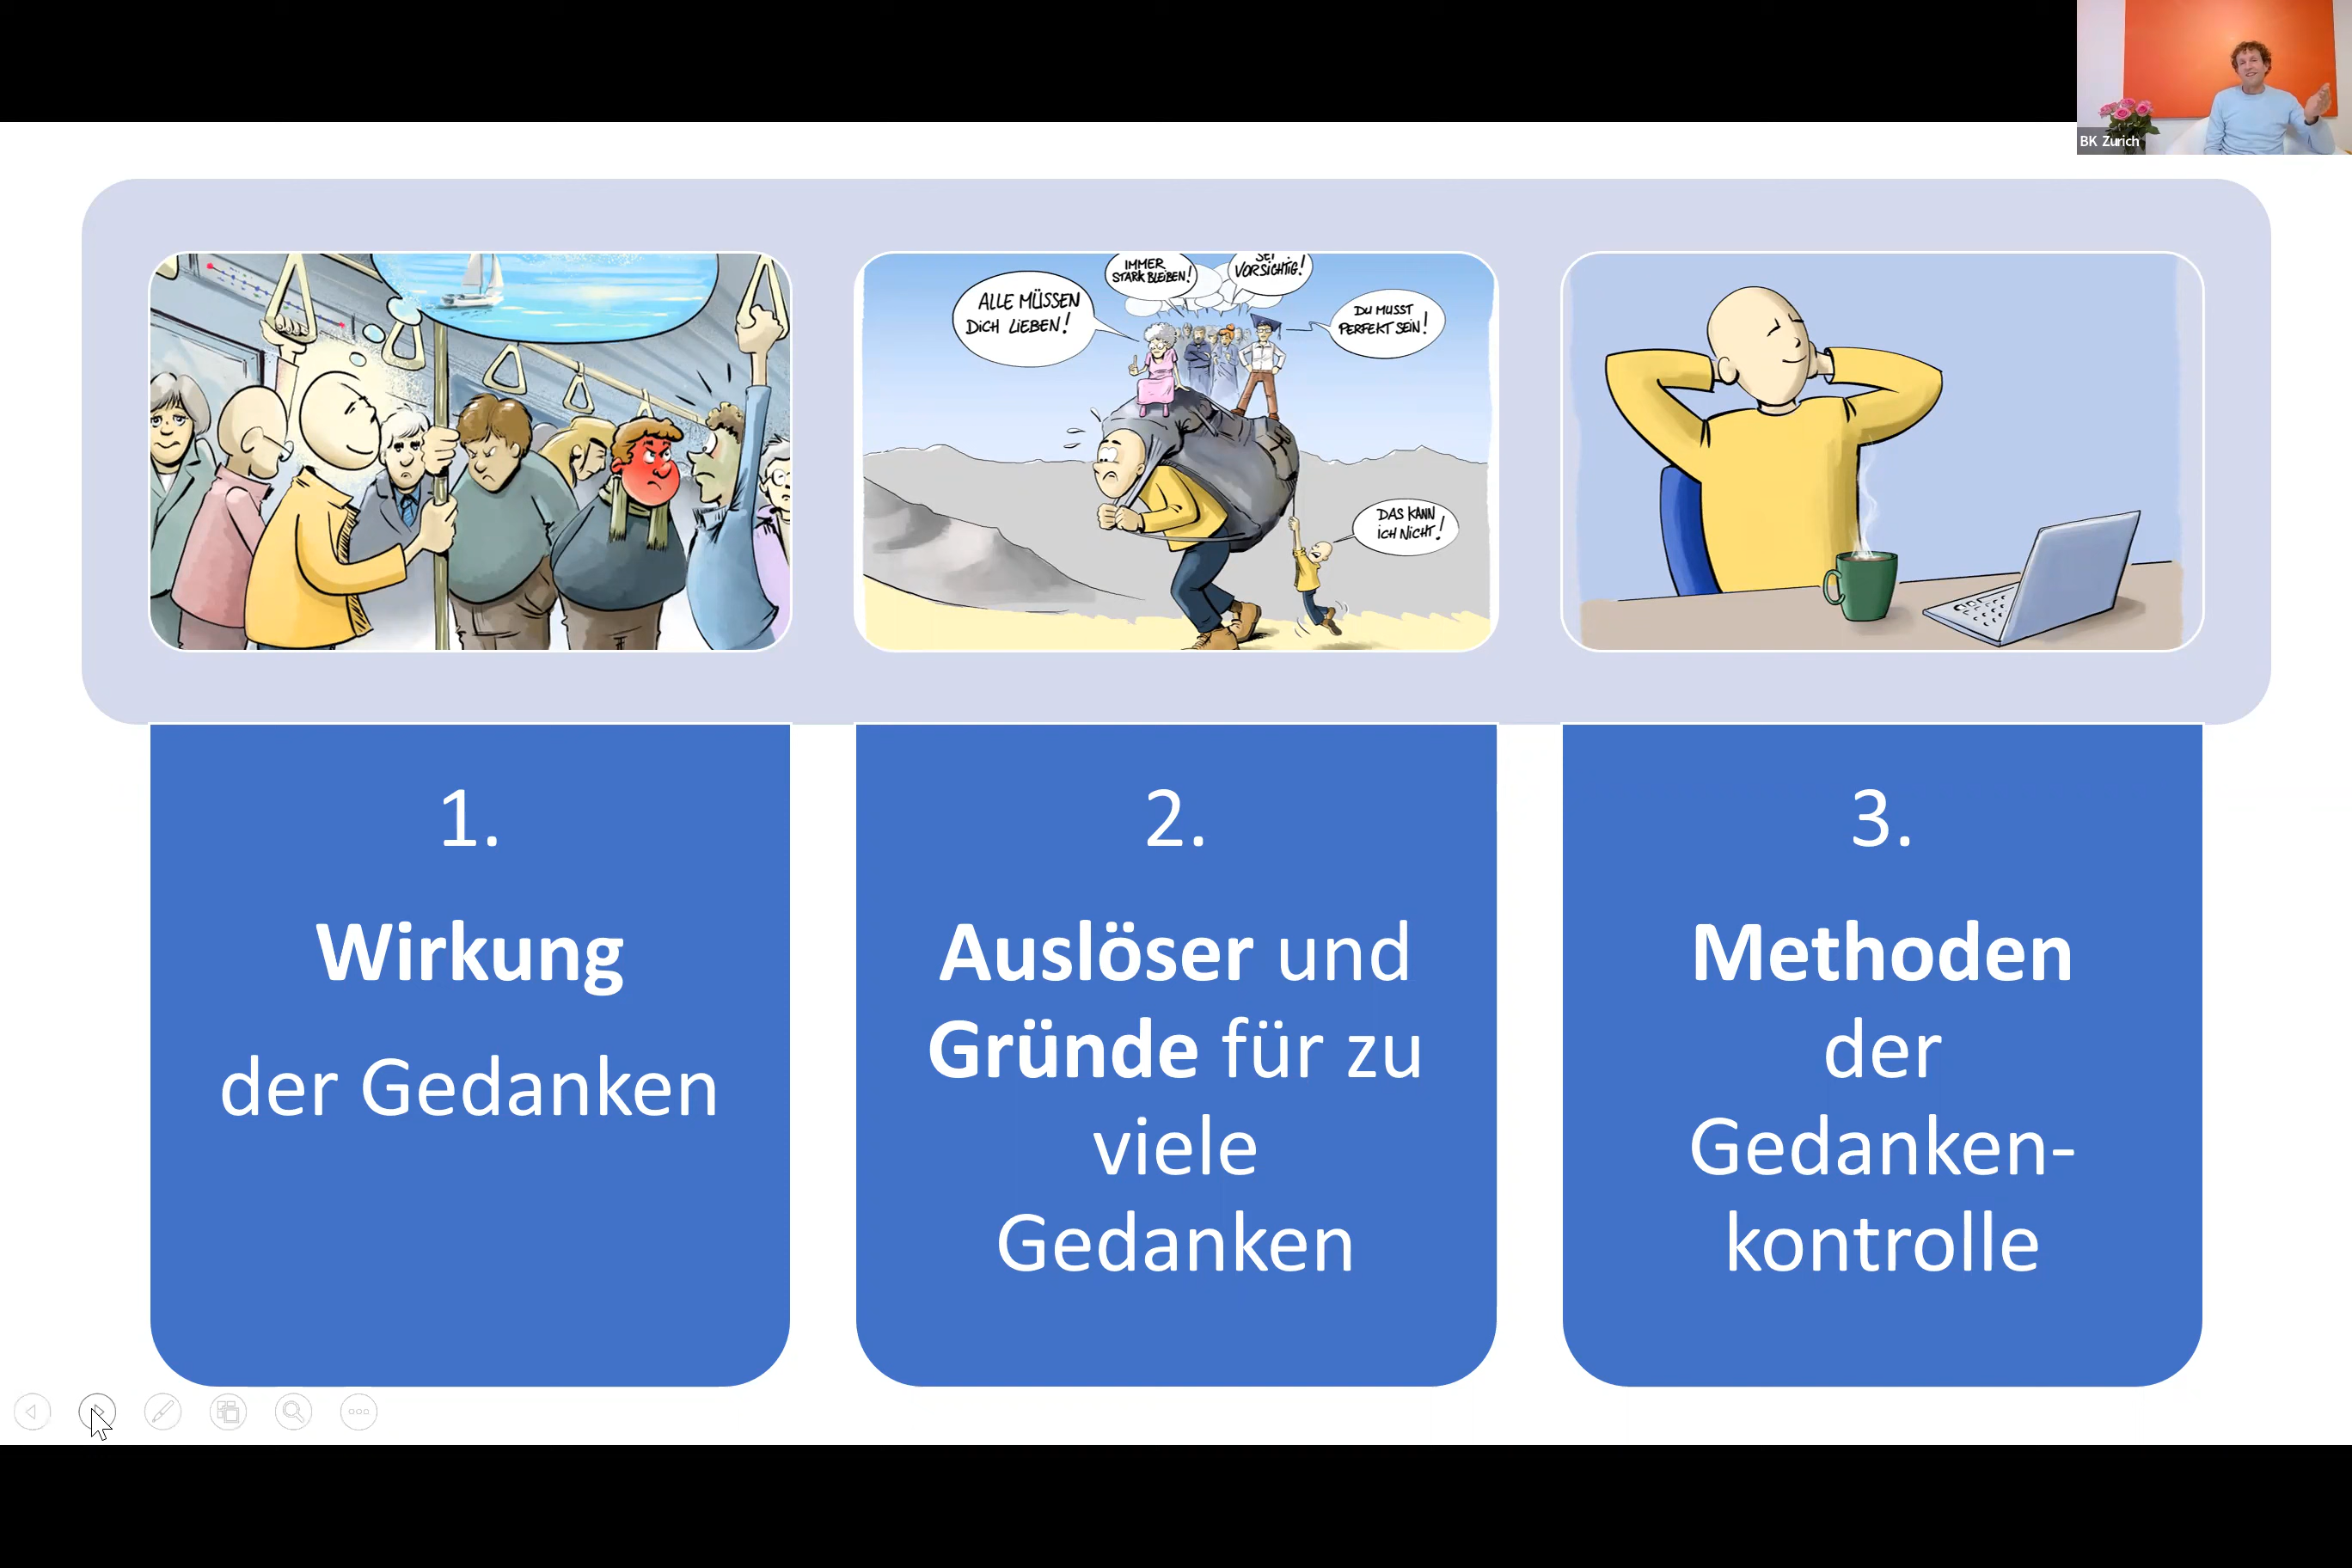 BK Zurich
IMMER
STARK BLEIBEN!
SEI
VORSICHTIG!
ALLE MÜSSEN
DICH LIEBEN!
DU MUSST
PERFEKT SEIN!
DAS KANN
ICH NICHT!
1.
Wirkung
der Gedanken
2.
Auslöser und
Gründe für zu
viele
Gedanken
3.
Methoden
der
Gedanken-
kontrolle